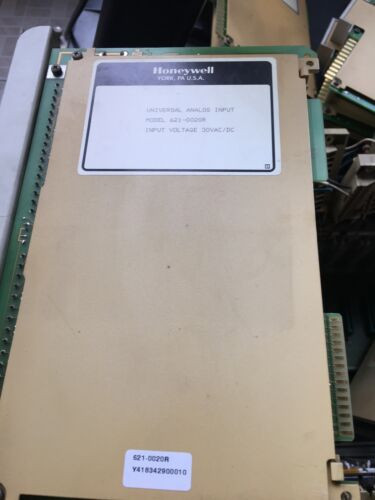 Honeywell
YORK, PA U.S.A.
UNIVERSAL ANALOG INPUT
MODEL 621-0020R
INPUT VOLTAGE 30VAC/DC
621-0020R
Y418342900010